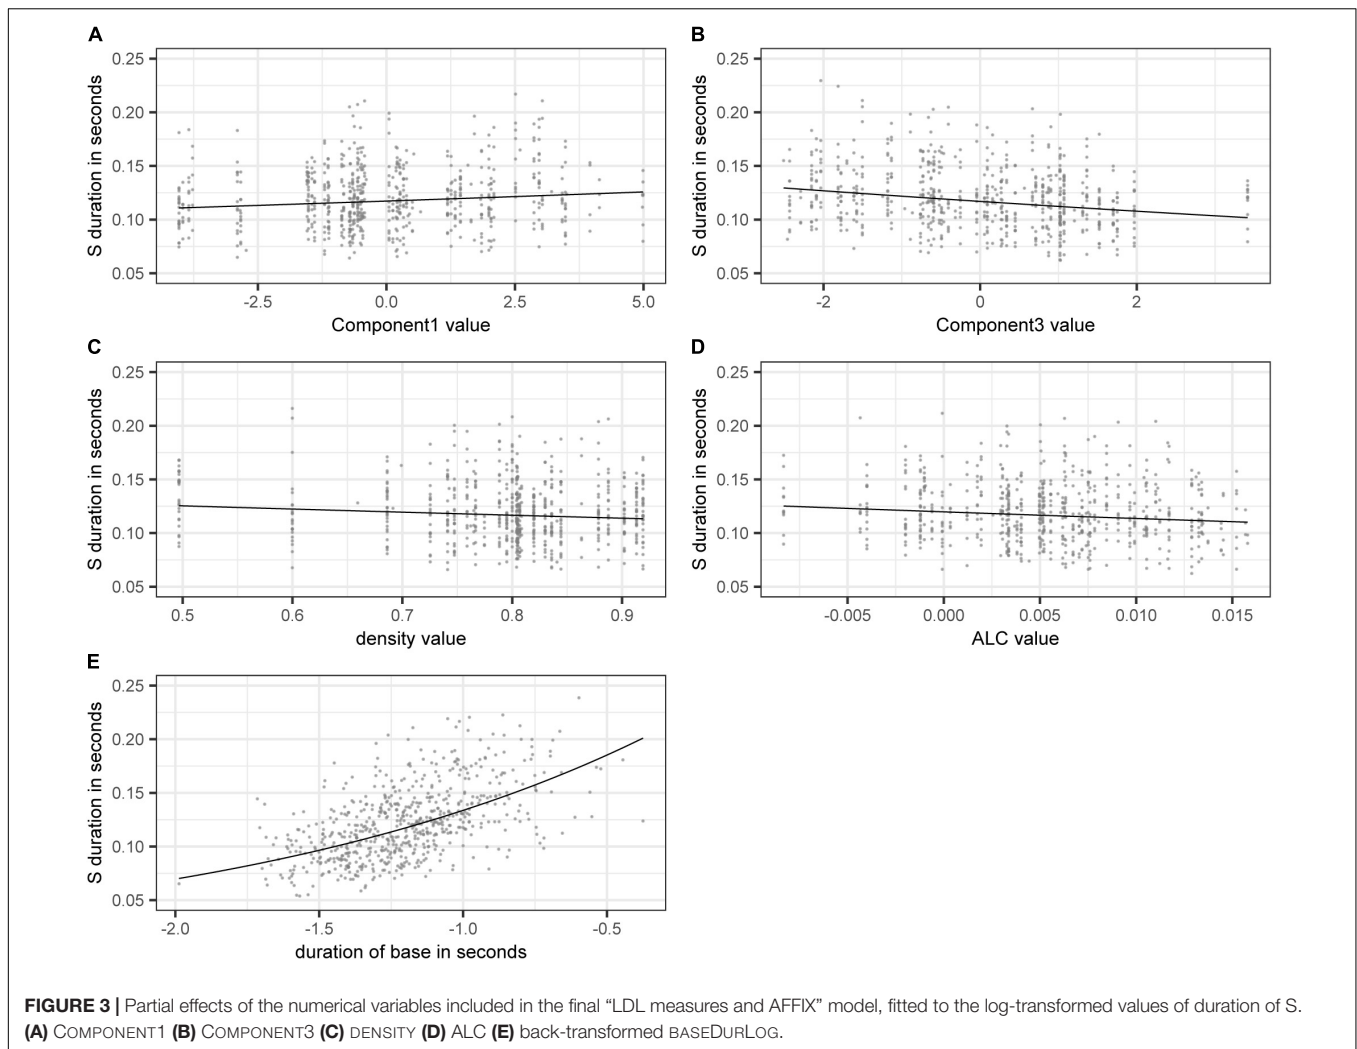 A
0.25
0.20
0.15
0.10
0.05
S duration in seconds
-2.5 0.0 2.5 5.0
Component1 value
B
0.25
0.20
0.15
0.10
0.05
S duration in seconds
-2 0 2
Component3 value
C
0.25
0.20
0.15
0.10
0.05
S duration in seconds
0.5 0.6 0.7 0.8 0.9
density value
D
0.25
0.20
0.15
0.10
0.05
S duration in seconds
-0.005 0.000 0.005 0.010 0.015
ALC value
E
0.25
0.20
0.15
0.10
0.05
S duration in seconds
-2.0 -1.5 -1.0 -0.5
duration of base in seconds
FIGURE 3 | Partial effects of the numerical variables included in the final “LDL measures and AFFIX” model, fitted to the log-transformed values of duration of S.
(A) COMPONENT1 (B) COMPONENT3 (C) DENSITY (D) ALC (E) back-transformed BASEDURLOG.